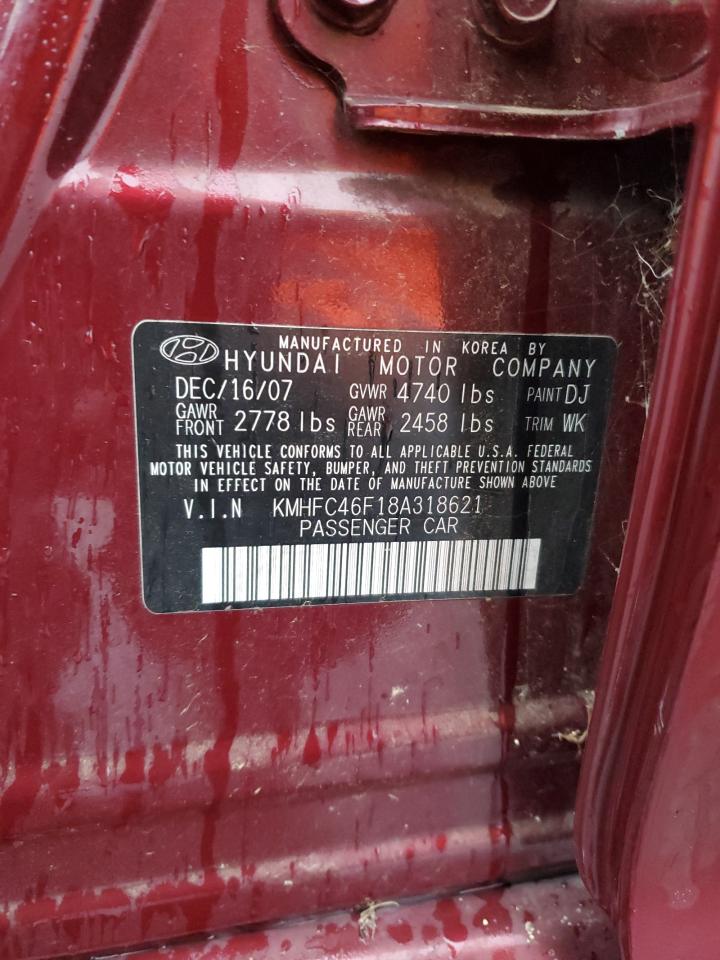 MANUFACTURED IN KOREA BY
HYUNDAI MOTOR COMPANY
DEC/16/07 GVWR 4740 lbs PAINT DJ
GAWR FRONT 2778 lbs GAWR REAR 2458 lbs TRIM WK
THIS VEHICLE CONFORMS TO ALL APPLICABLE U.S.A. FEDERAL
MOTOR VEHICLE SAFETY, BUMPER, AND THEFT PREVENTION STANDARDS
IN EFFECT ON THE DATE OF MANUFACTURE SHOWN ABOVE
V.I.N KMHFC46F18A318621
PASSENGER CAR